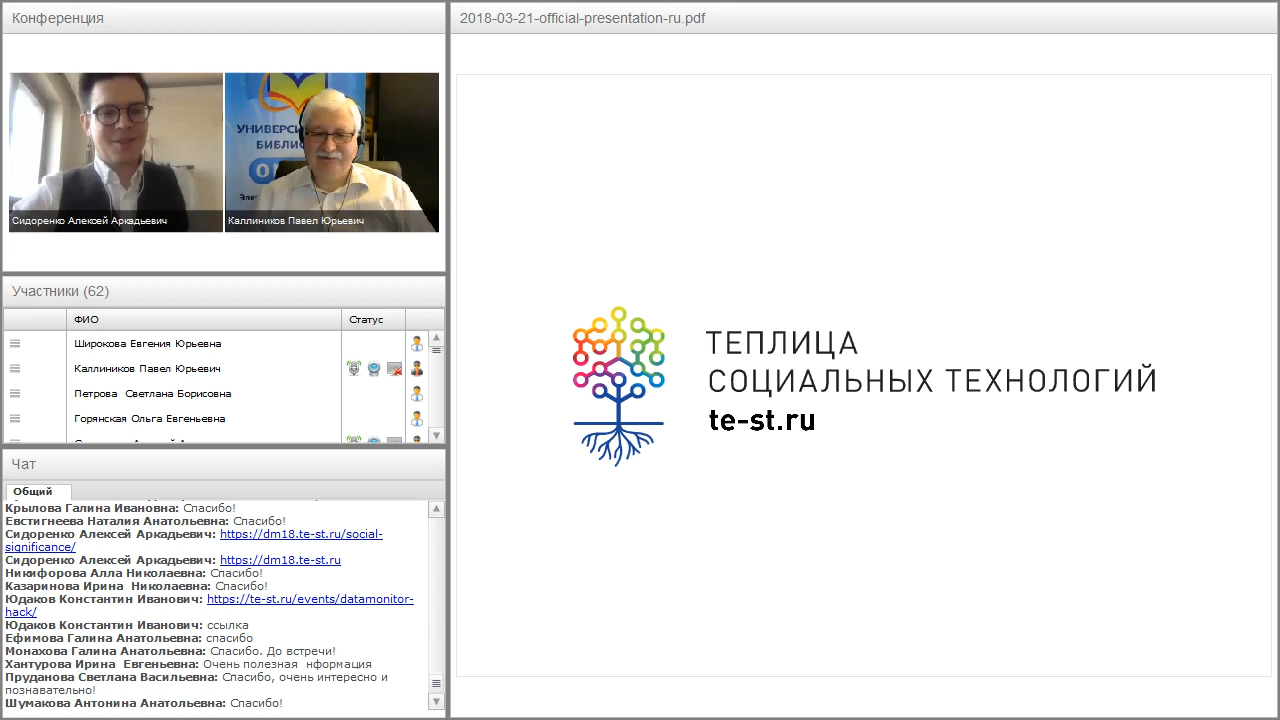 Конференция
2018-03-21-official-presentation-ru.pdf
УНИВЕРСИ
БИБЛИО
Сидоренко Алексей Аркадьевич
Каллиников Павел Юрьевич
Участники (62)
ФИО
Статус
Широкова Евгения Юрьевна
Каллиников Павел Юрьевич
Петрова Светлана Борисовна
Горянская Ольга Евгеньевна
ТЕПЛИЦА
СОЦИАЛЬНЫХ ТЕХНОЛОГИЙ
te-st.ru
Чат
Общий
Крылова Галина Ивановна: Спасибо!
Евстигнеева Наталия Анатольевна: Спасибо!
Сидоренко Алексей Аркадьевич: https://dm18.te-st.ru/social-
significance/
Сидоренко Алексей Аркадьевич: https://dm18.te-st.ru
Никифорова Алла Николаевна: Спасибо!
Казаринова Ирина Николаевна: Спасибо!
Юдаков Константин Иванович: https://te-st.ru/events/datamonitor-
hack/
Юдаков Константин Иванович: ссылка
Ефимова Галина Анатольевна: спасибо
Монахова Галина Анатольевна: Спасибо. До встречи!
Хантурова Ирина Евгеньевна: Очень полезная нформация
Пруданова Светлана Васильевна: Спасибо, очень интересно и
познавательно!
Шумакова Антонина Анатольевна: Спасибо!